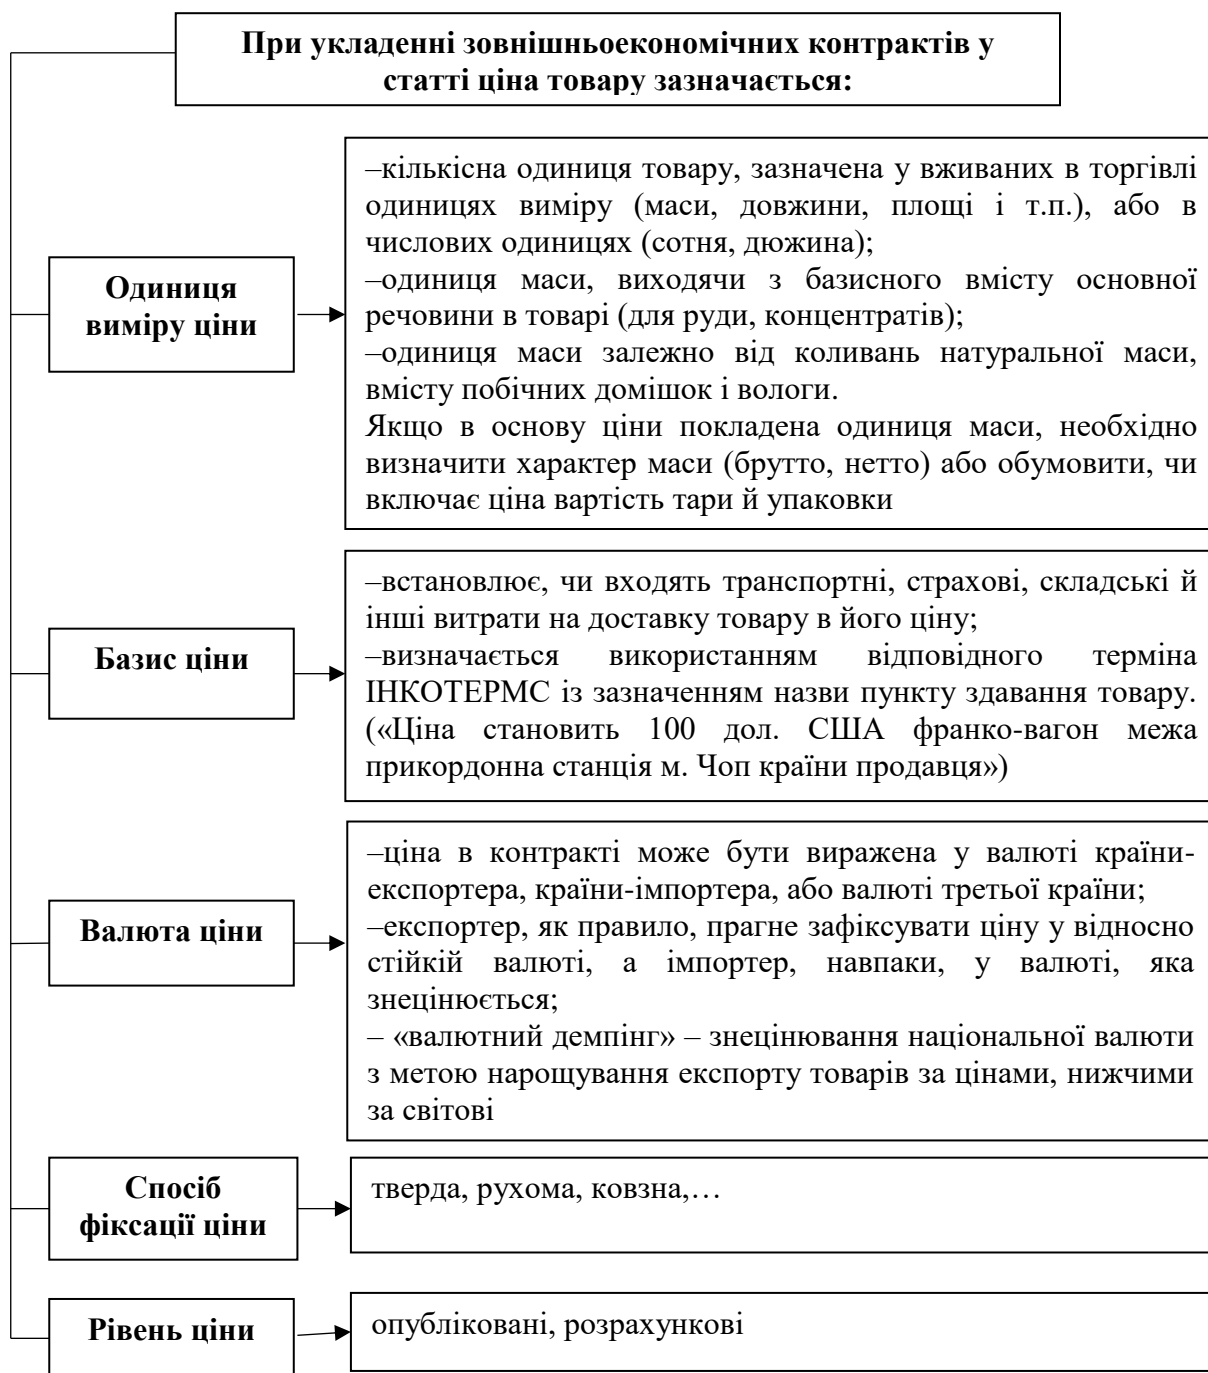 При укладенні зовнішньоекономічних контрактів у
статті ціна товару зазначається:
Одиниця
виміру ціни
–кількісна одиниця товару, зазначена у вживаних в торгівлі
одиницях виміру (маси, довжини, площі і т.п.), або в
числових одиницях (сотня, дюжина);
–одиниця маси, виходячи з базисного вмісту основної
речовини в товарі (для руди, концентратів);
–одиниця маси залежно від коливань натуральної маси,
вмісту побічних домішок і вологи.
Якщо в основу ціни покладена одиниця маси, необхідно
визначити характер маси (брутто, нетто) або обумовити, чи
включає ціна вартість тари й упаковки
Базис ціни
–встановлює, чи входять транспортні, страхові, складські й
інші витрати на доставку товару в його ціну;
–визначається використанням відповідного терміна
ІНКОТЕРМС із зазначенням назви пункту здавання товару.
(«Ціна становить 100 дол. США франко-вагон межа
прикордонна станція м. Чоп країни продавця»)
Валюта ціни
–ціна в контракті може бути виражена у валюті країни-
експортера, країни-імпортера, або валюті третьої країни;
–експортер, як правило, прагне зафіксувати ціну у відносно
стійкій валюті, а імпортер, навпаки, у валюті, яка
знецінюється;
– «валютний демпінг» – знецінювання національної валюти
з метою нарощування експорту товарів за цінами, нижчими
за світові
Спосіб
фіксації ціни
тверда, рухома, ковзна,…
Рівень ціни
опубліковані, розрахункові